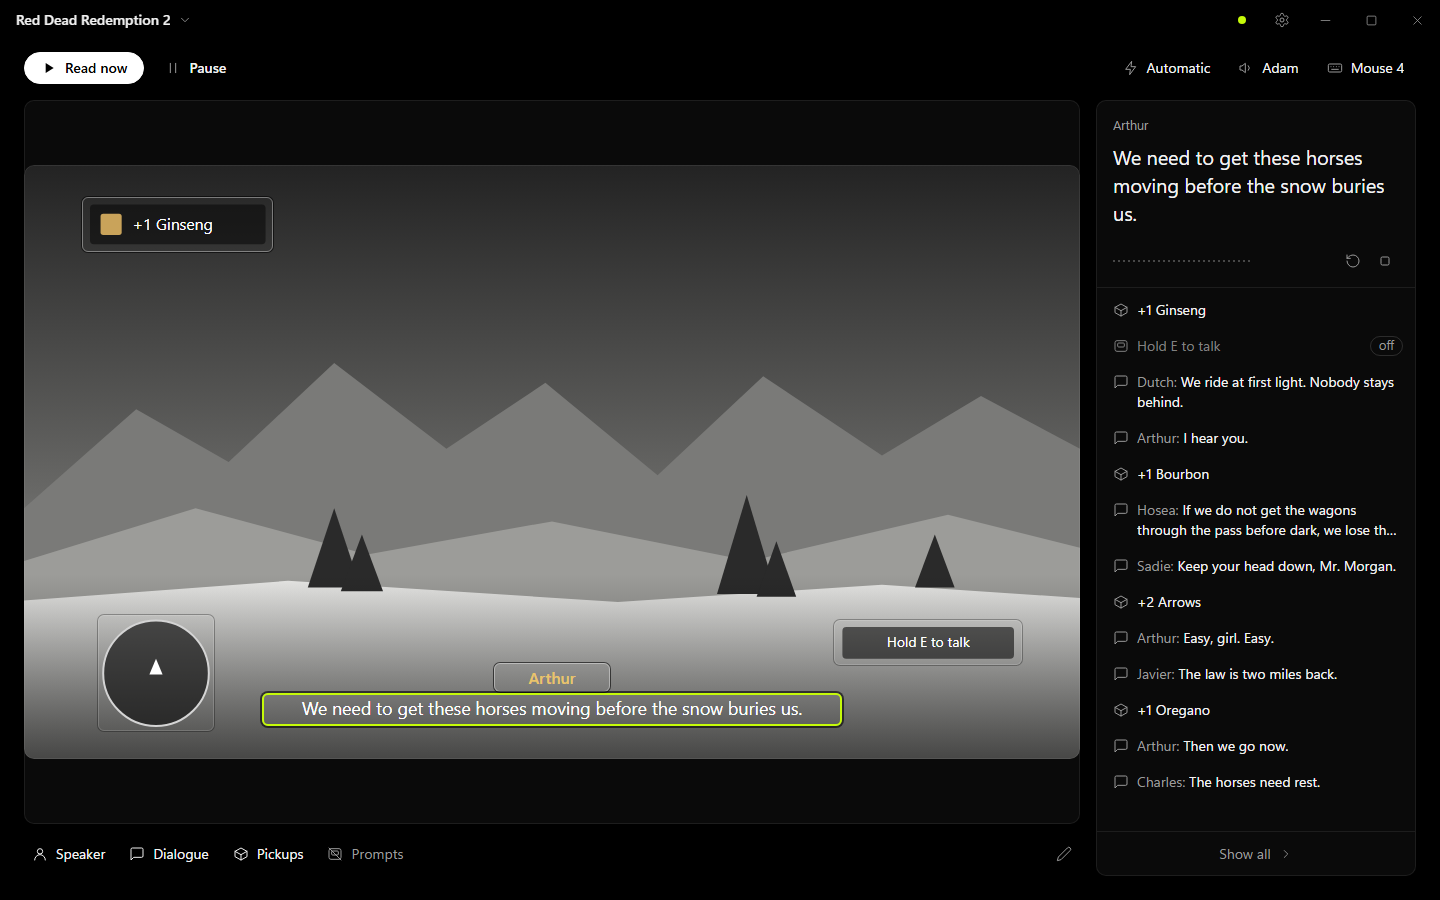 Red Dead Redemption 2
Read now
Pause
Automatic
Adam
Mouse 4
+1 Ginseng
Hold E to talk
Arthur
We need to get these horses moving before the snow buries us.
Speaker
Dialogue
Pickups
Prompts
Arthur
We need to get these horses
moving before the snow buries
us.
+1 Ginseng
Hold E to talk
off
Dutch: We ride at first light. Nobody stays
behind.
Arthur: I hear you.
+1 Bourbon
Hosea: If we do not get the wagons
through the pass before dark, we lose th...
Sadie: Keep your head down, Mr. Morgan.
+2 Arrows
Arthur: Easy, girl. Easy.
Javier: The law is two miles back.
+1 Oregano
Arthur: Then we go now.
Charles: The horses need rest.
Show all